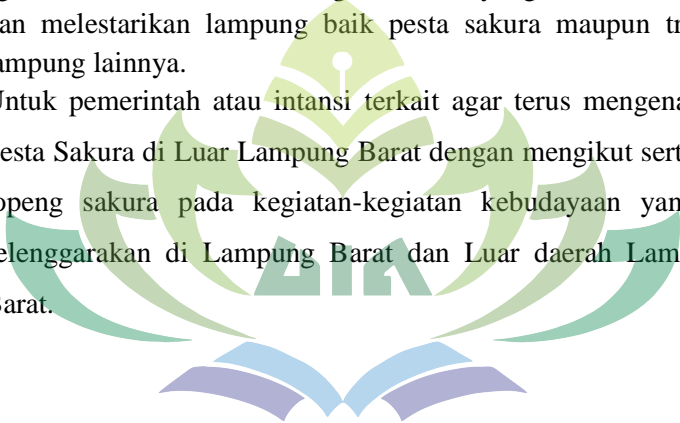 an melestarikan lampung baik pesta sakura maupun tr
ampung lainnya.
Untuk pemerintah atau intansi terkait agar terus mengena
esta Sakura di Luar Lampung Barat dengan mengikut sert
openg sakura pada kegiatan-kegiatan kebudayaan yan
elenggarakan di Lampung Barat dan Luar daerah Lam
Barat.